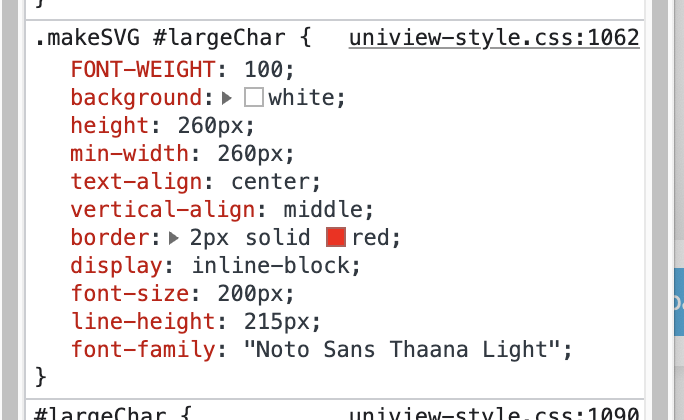 }
.makeSVG #largeChar { uniview-style.css:1062
FONT-WEIGHT: 100;
background: white;
height: 260px;
min-width: 260px;
text-align: center;
vertical-align: middle;
border: 2px solid red;
display: inline-block;
font-size: 200px;
line-height: 215px;
font-family: "Noto Sans Thaana Light";
}
#largeChar { uniview-style.css:1090